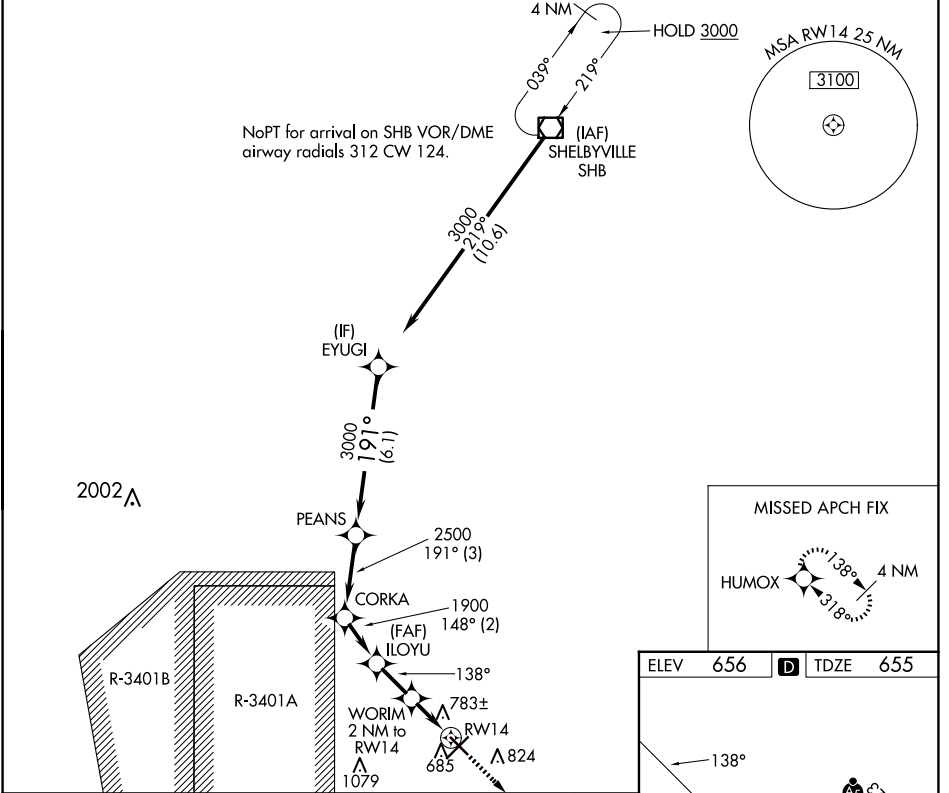 4 NM
HOLD 3000
039°
219°
MSA RW14 25 NM
3100
NoPT for arrival on SHB VOR/DME
airway radials 312 CW 124.
(IAF)
SHELBYVILLE
SHB
3000
219°
(10.6)
(IF)
EYUGI
3000
191°
(6.1)
2002
PEANS
2500
191° (3)
MISSED APCH FIX
HUMOX
138°
4 NM
318°
CORKA
1900
148° (2)
(FAF)
ILOYU
138°
R-3401B
R-3401A
WORIM
2 NM to
RW14
783±
RW14
685
824
1079
ELEV 656 D TDZE 655
138°